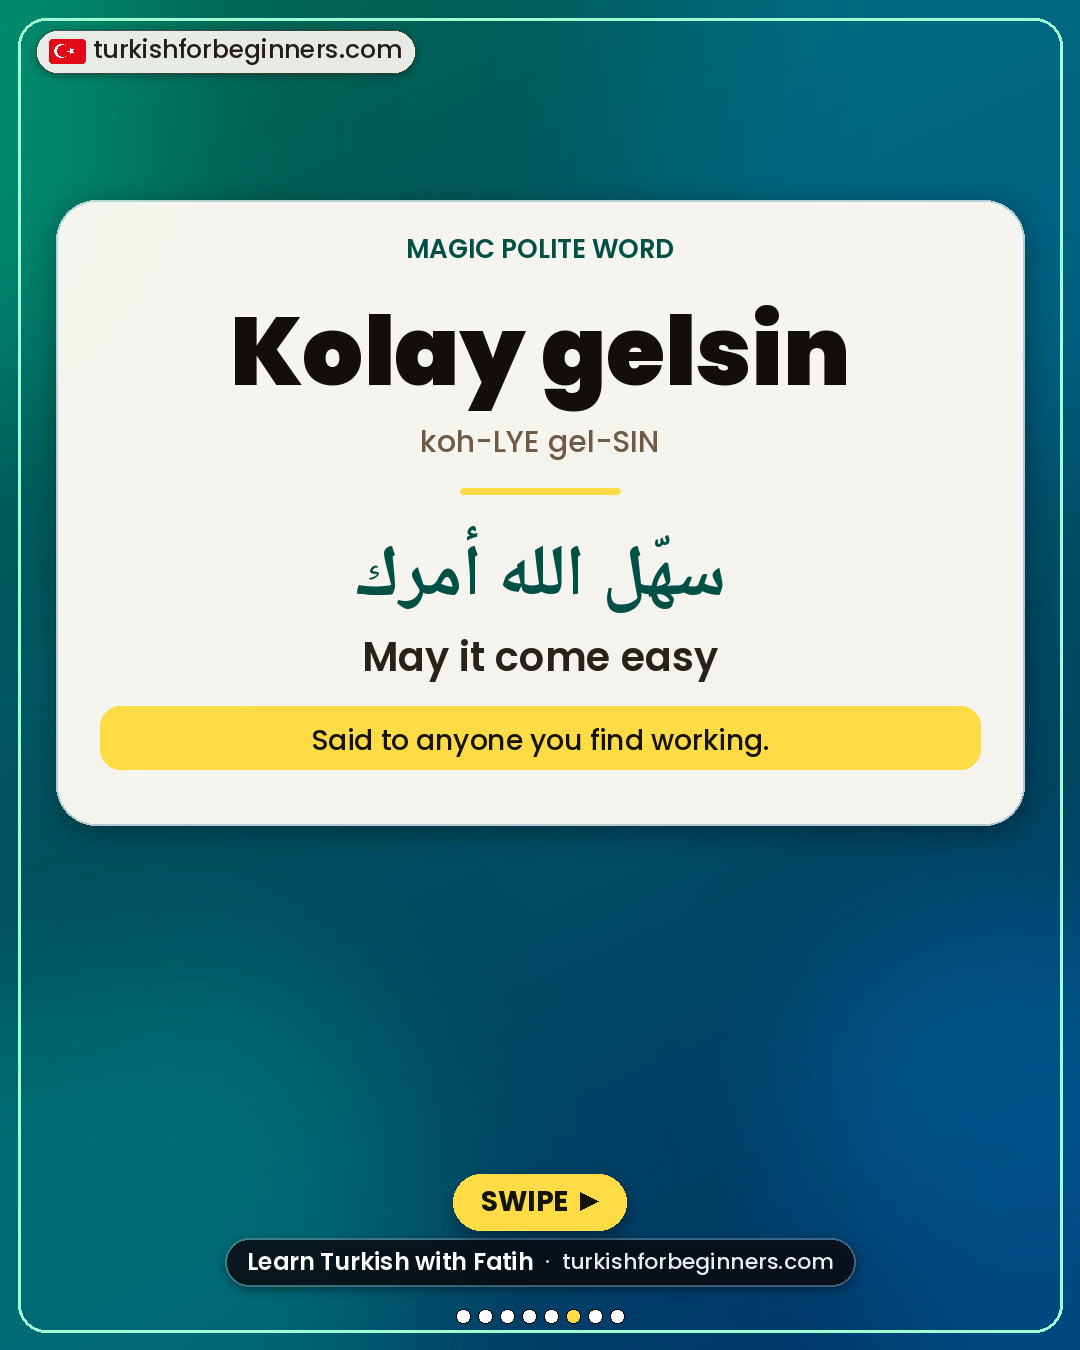 turkishforbeginners.com
MAGIC POLITE WORD
Kolay gelsin
koh-LYE gel-SIN
سهّل الله أمرك
May it come easy
Said to anyone you find working.
SWIPE ▶
Learn Turkish with Fatih · turkishforbeginners.com